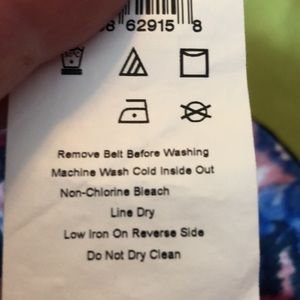 62915 8
Remove Belt Before Washing
Machine Wash Cold Inside Out
Non-Chlorine Bleach
Line Dry
Low Iron On Reverse Side
Do Not Dry Clean